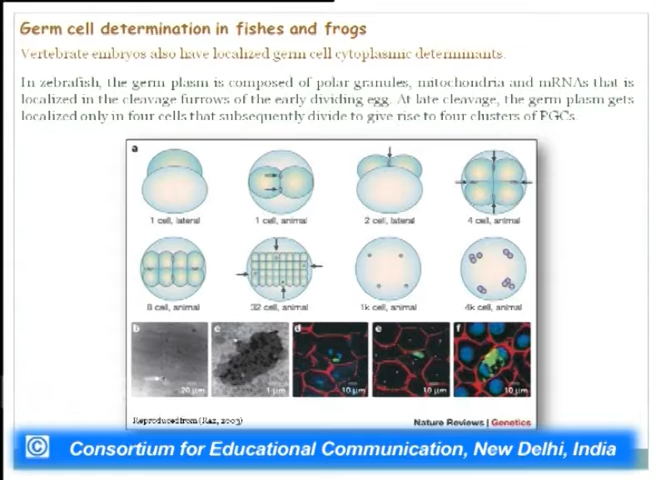 Germ cell determination in fishes and frogs
Vertebrate embryos also have localized germ cell cytoplasmic determinants.
In zebrafish, the germ plasm is composed of polar granules, mitochondria and mRNAs that is
localized in the cleavage furrows of the early dividing egg. At late cleavage, the germ plasm gets
localized only in four cells that subsequently divide to give rise to four clusters of PGCs.
a
1 cell, lateral
1 cell, animal
2 cell, lateral
4 cell, animal
8 cell, animal
32 cell, animal
1k cell, animal
4k cell, animal
b
c
d
e
f
20 µm
1 µm
10 µm
10 µm
10 µm
Reproduced from (Raz, 2003)
Nature Reviews | Genetics
© Consortium for Educational Communication, New Delhi, India